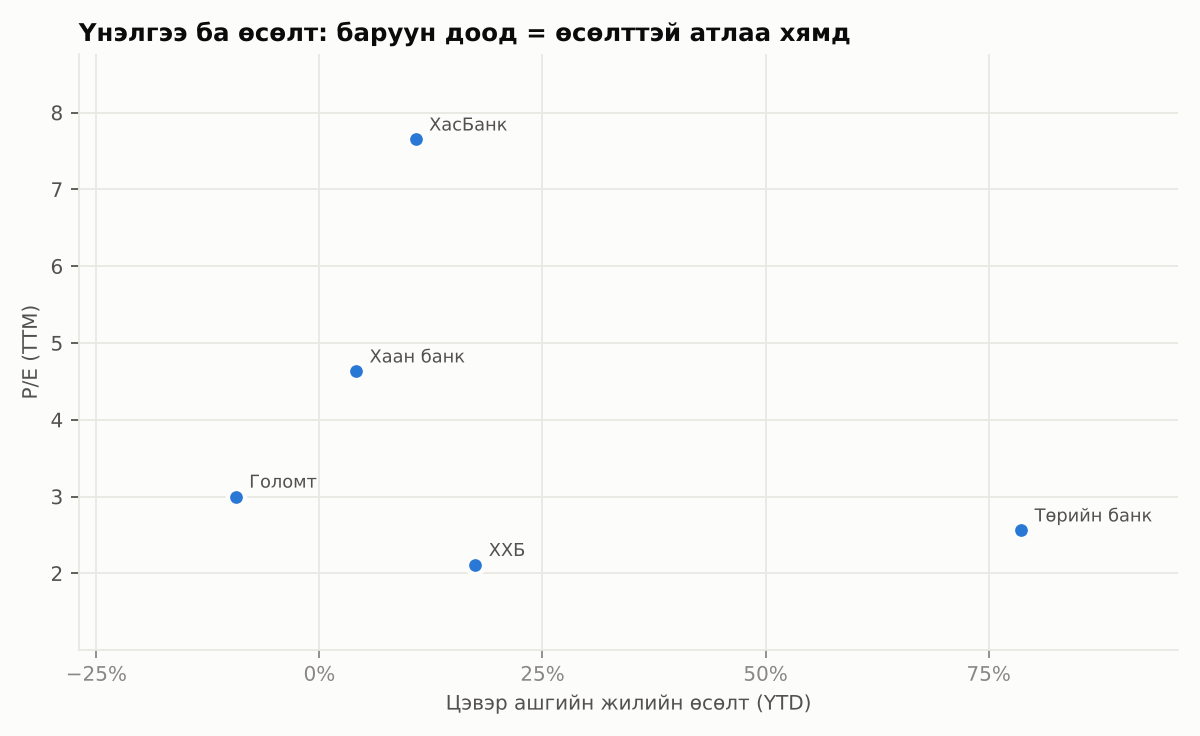 Үнэлгээ ба өсөлт: баруун доод = өсөлттэй атлаа хямд
8
ХасБанк
7
6
P/E (TTM)
5
Хаан банк
4
Голомт
3
Төрийн банк
ХХБ
2
−25%
0%
25%
50%
75%
Цэвэр ашгийн жилийн өсөлт (YTD)